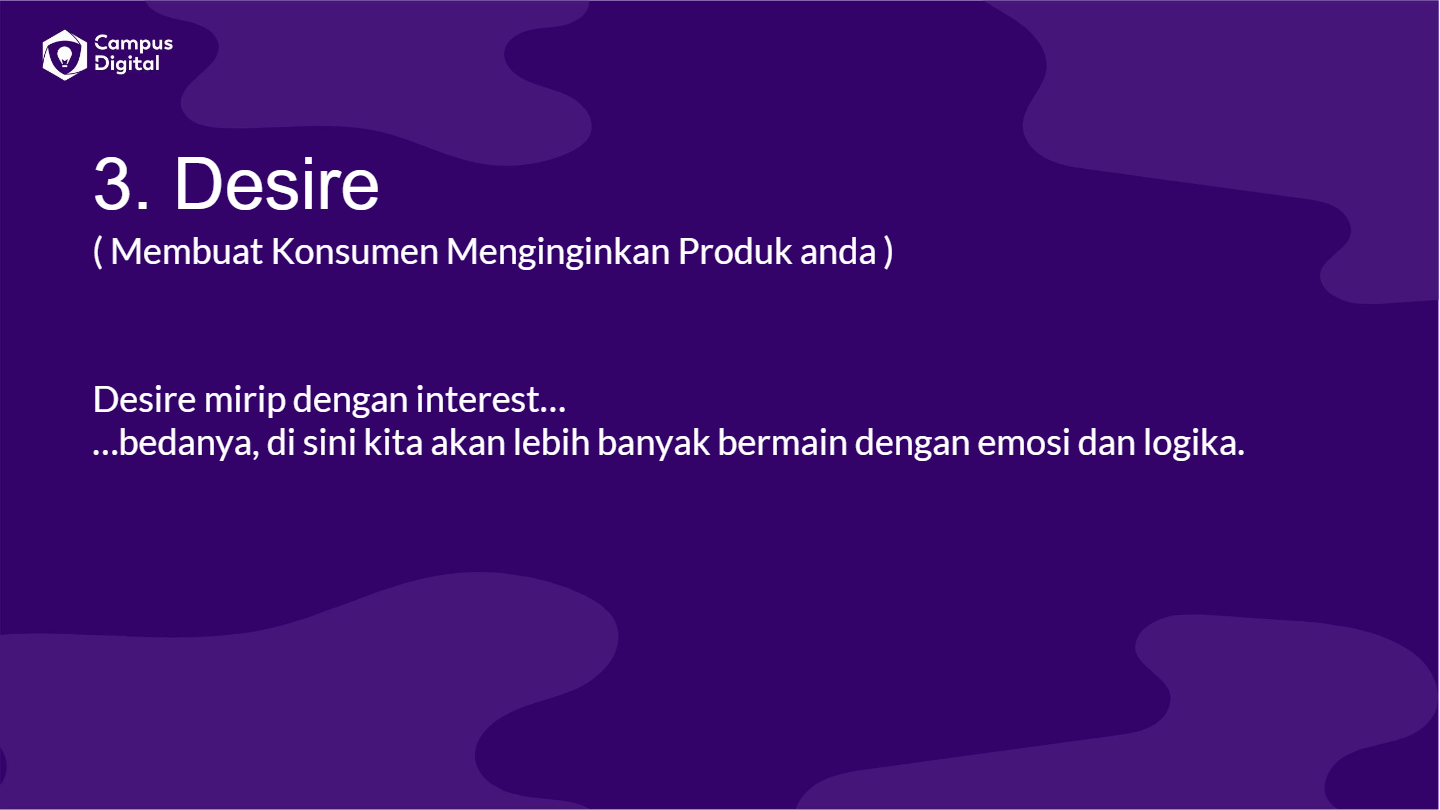 Campus
Digital
3. Desire
( Membuat Konsumen Menginginkan Produk anda )
Desire mirip dengan interest…
…bedanya, di sini kita akan lebih banyak bermain dengan emosi dan logika.